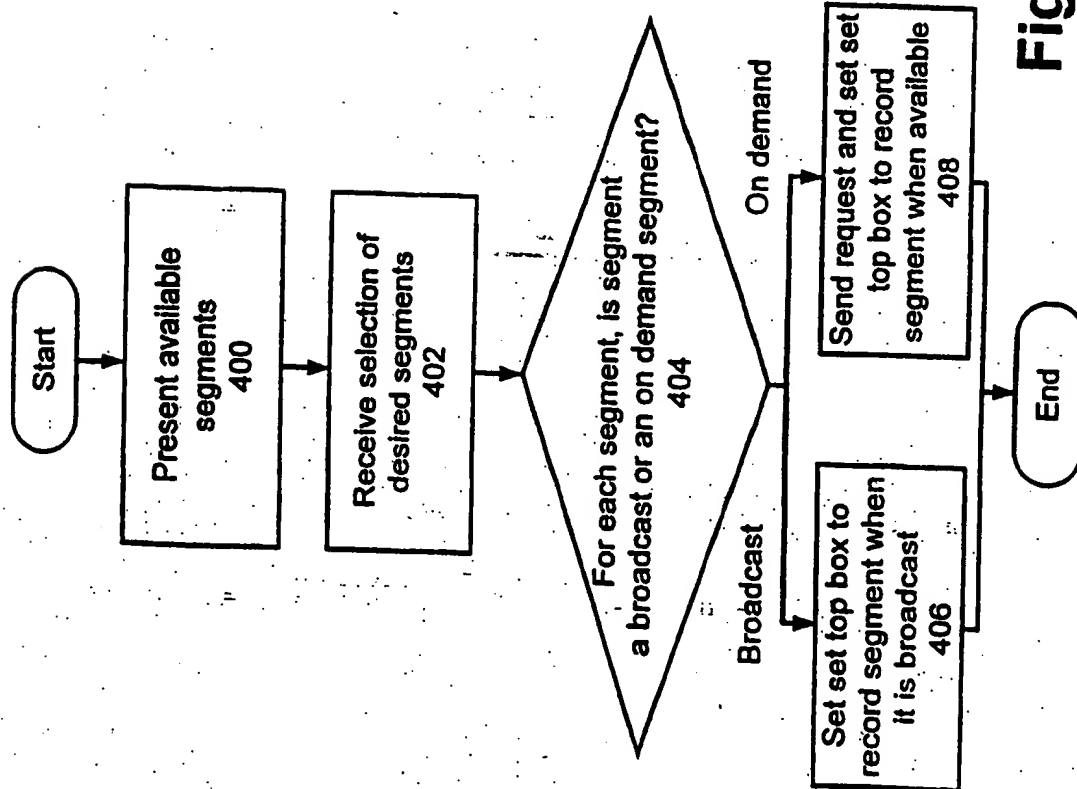 Start
Present available
segments
400
Receive selection of
desired segments
402
For each segment, is segment
a broadcast or an on demand segment?
404
Broadcast
On demand
Set set top box to
record segment when
it is broadcast
406
Send request and set set
top box to record
segment when available
408
End
Fig